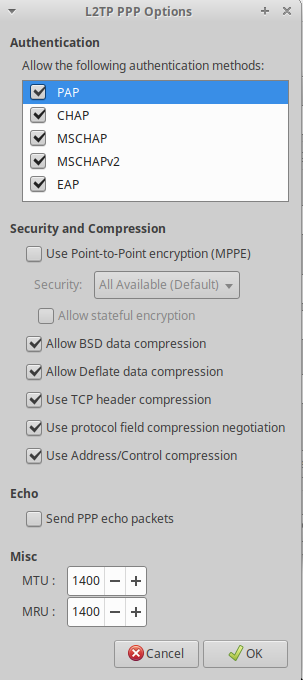 L2TP PPP Options
Authentication
Allow the following authentication methods:
PAP
CHAP
MSCHAP
MSCHAPv2
EAP
Security and Compression
Use Point-to-Point encryption (MPPE)
Security: All Available (Default)
Allow stateful encryption
Allow BSD data compression
Allow Deflate data compression
Use TCP header compression
Use protocol field compression negotiation
Use Address/Control compression
Echo
Send PPP echo packets
Misc
MTU : 1400
MRU : 1400
Cancel OK